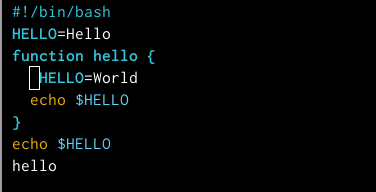 #!/bin/bash
HELLO=Hello
function hello {
HELLO=World
echo $HELLO
}
echo $HELLO
hello